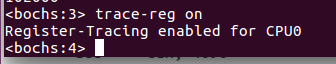 <bochs:3> trace-reg on
Register-Tracing enabled for CPU0
<bochs:4>